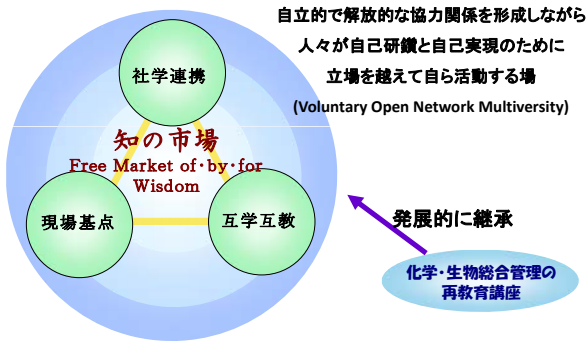 自立的で解放的な協力関係を形成しながら
人々が自己研鑽と自己実現のために
立場を越えて自ら活動する場
(Voluntary Open Network Multiversity)
社学連携
知の市場
Free Market of・by・for
Wisdom
現場基点
互学互教
発展的に継承
化学・生物総合管理の
再教育講座